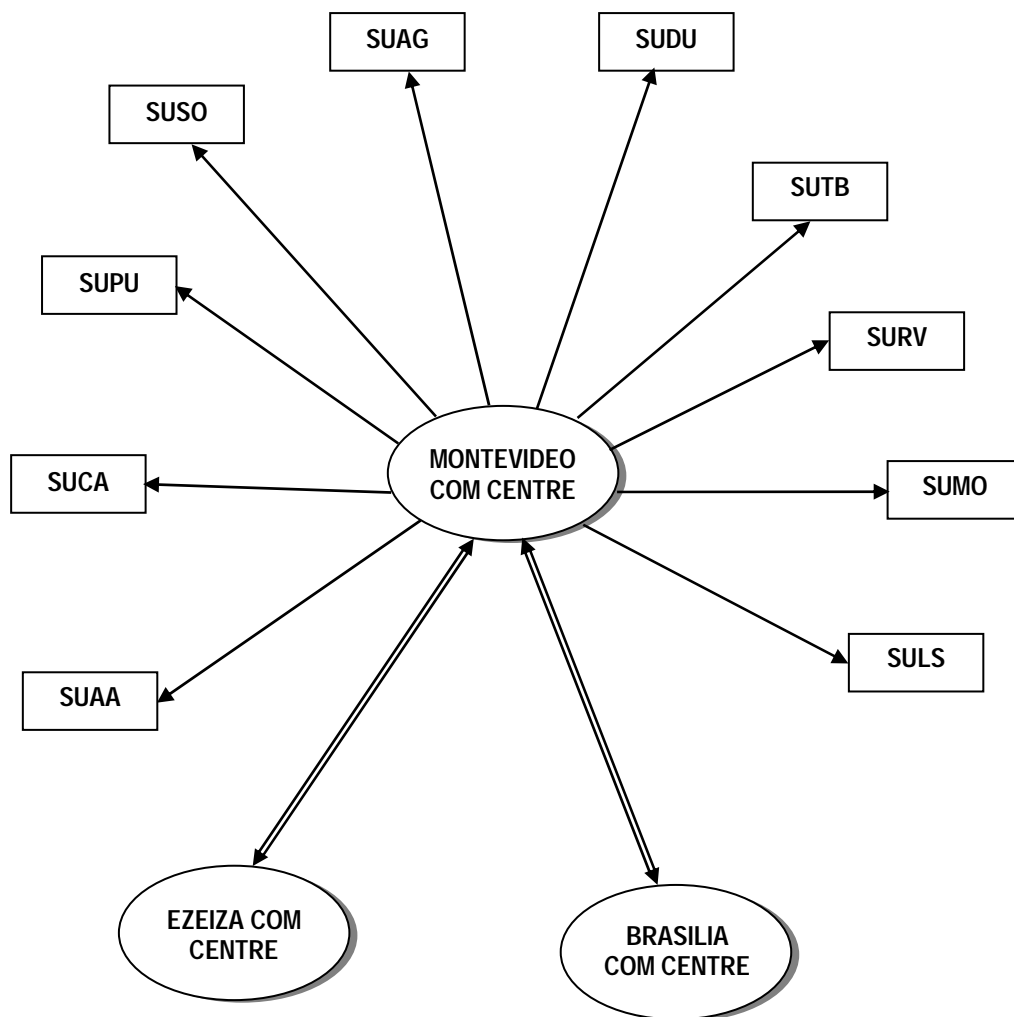 SUAG
SUDU
SUSO
SUTB
SUPU
SURV
MONTEVIDEO
COM CENTRE
SUCA
SUMO
SULS
SUAA
EZEIZA COM
CENTRE
BRASILIA
COM CENTRE